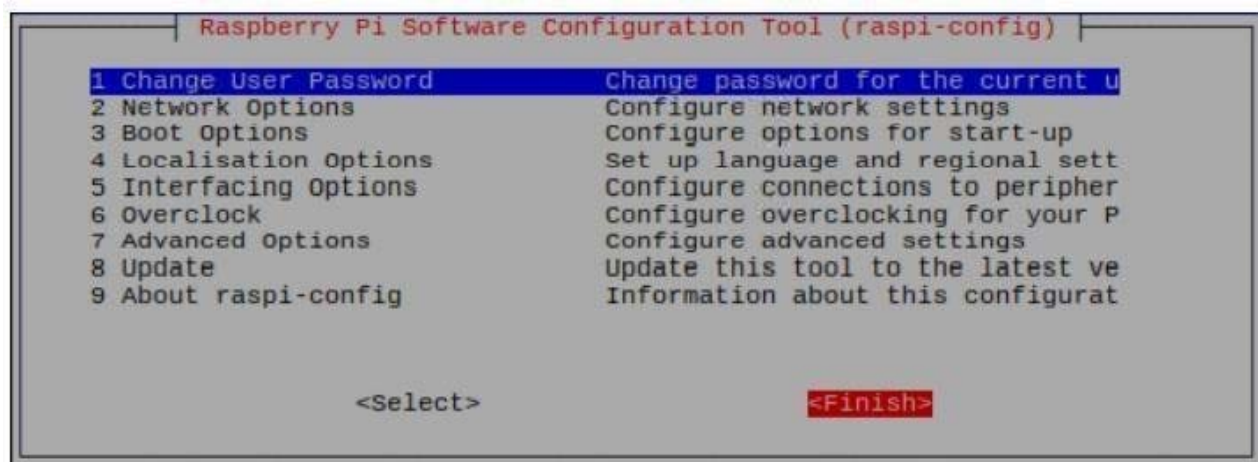 Raspberry Pi Software Configuration Tool (raspi-config)
1 Change User Password Change password for the current u
2 Network Options Configure network settings
3 Boot Options Configure options for start-up
4 Localisation Options Set up language and regional sett
5 Interfacing Options Configure connections to peripher
6 Overclock Configure overclocking for your P
7 Advanced Options Configure advanced settings
8 Update Update this tool to the latest ve
9 About raspi-config Information about this configurat
<Select> <Finish>